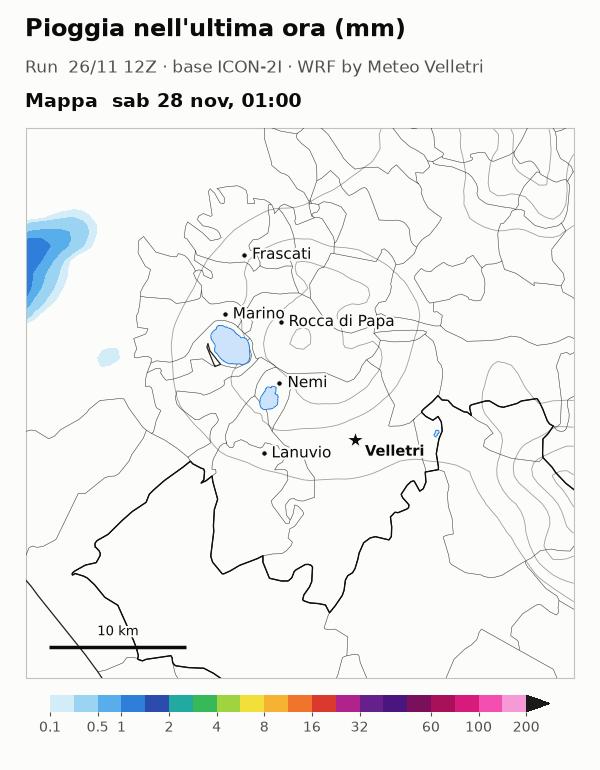 Pioggia nell'ultima ora (mm)
Run  26/11 12Z · base ICON-2I · WRF by Meteo Velletri
Mappa  sab 28 nov, 01:00
Frascati
Marino
Rocca di Papa
Nemi
Velletri
Lanuvio
10 km
0.1 0.5 1 2 4 8 16 32 60 100 200